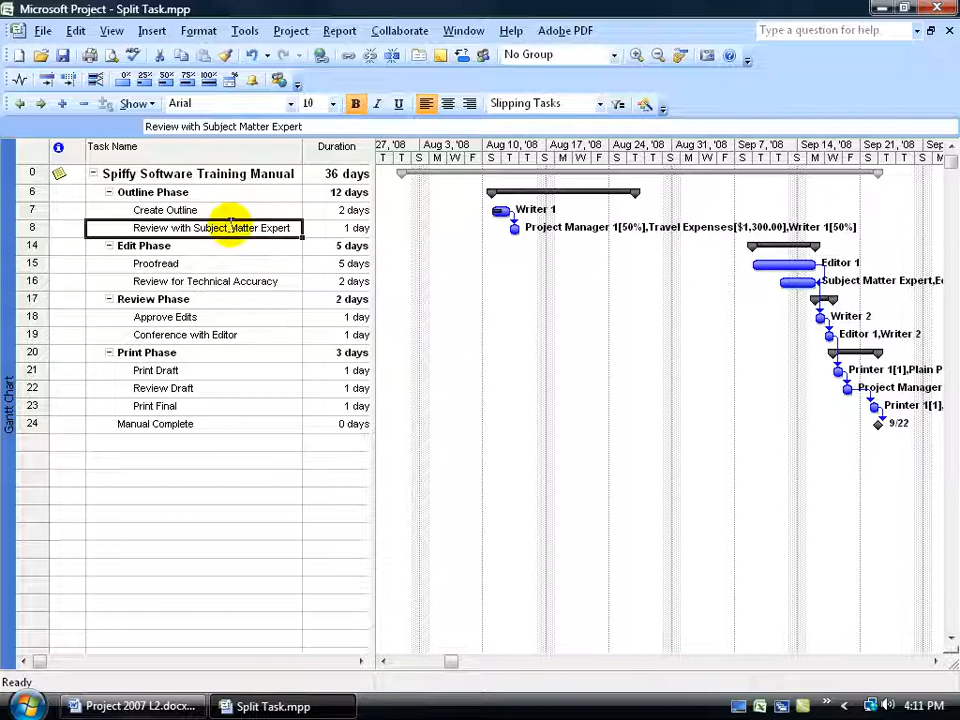 Microsoft Project - Split Task.mpp
File Edit View Insert Format Tools Project Report Collaborate Window Help Adobe PDF
Type a question for help
No Group
0% 25% 50% 75% 100%
Show Arial 10 B I U Slipping Tasks
Review with Subject Matter Expert
Task Name Duration
27, '08 Aug 3, '08 Aug 10, '08 Aug 17, '08 Aug 24, '08 Aug 31, '08 Sep 7, '08 Sep 14, '08 Sep 21, '08 Sep
T T S M W F S T T S M W F S T T S M W F S T T S M W F S T T S
0 Spiffy Software Training Manual 36 days
6 Outline Phase 12 days
7 Create Outline 2 days Writer 1
8 Review with Subject Matter Expert 1 day Project Manager 1[50%],Travel Expenses[$1,300.00],Writer 1[50%]
14 Edit Phase 5 days
15 Proofread 5 days Editor 1
16 Review for Technical Accuracy 2 days Subject Matter Expert,Ed
17 Review Phase 2 days
18 Approve Edits 1 day Writer 2
19 Conference with Editor 1 day Editor 1,Writer 2
20 Print Phase 3 days
21 Print Draft 1 day Printer 1[1],Plain P
22 Review Draft 1 day Project Manager
23 Print Final 1 day Printer 1[1],
24 Manual Complete 0 days 9/22
Gantt Chart
Ready
Project 2007 L2.docx... Split Task.mpp 4:11 PM